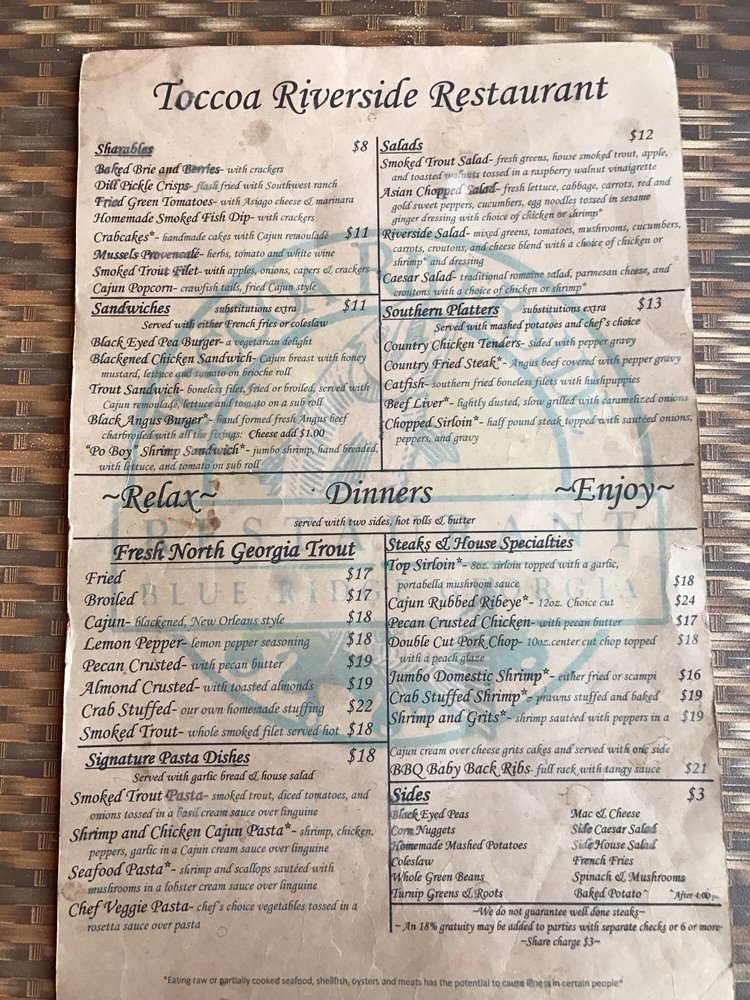 Toccoa Riverside Restaurant
Sharables $8
Baked Brie and Berries- with crackers
Dill Pickle Crisps- flash fried with Southwest ranch
Fried Green Tomatoes- with Asiago cheese & marinara
Homemade Smoked Fish Dip- with crackers
Crabcakes*- handmade cakes with Cajun remoulade $11
Mussels Provencale- herbs, tomato and white wine
Smoked Trout Filet- with apples, onions, capers & crackers
Cajun Popcorn- crawfish tails, fried Cajun style
Sandwiches substitutions extra $11
Served with either French fries or coleslaw
Black Eyed Pea Burger- a vegetarian delight
Blackened Chicken Sandwich- Cajun breast with honey
mustard, lettuce and tomato on brioche roll
Trout Sandwich- boneless filet, fried or broiled, served with
Cajun remoulade, lettuce and tomato on a sub roll
Black Angus Burger*- hand formed fresh Angus beef
charbroiled with all the fixings: Cheese add $1.00
"Po Boy" Shrimp Sandwich*- jumbo shrimp, hand breaded,
with lettuce, and tomato on sub roll
Salads $12
Smoked Trout Salad- fresh greens, house smoked trout, apple,
and toasted walnuts tossed in a raspberry walnut vinaigrette
Asian Chopped Salad- fresh lettuce, cabbage, carrots, red and
gold sweet peppers, cucumbers, egg noodles tossed in sesame
ginger dressing with choice of chicken or shrimp*
Riverside Salad- mixed greens, tomatoes, mushrooms, cucumbers,
carrots, croutons, and cheese blend with a choice of chicken or
shrimp* and dressing
Caesar Salad- traditional romaine salad, parmesan cheese, and
croutons with a choice of chicken or shrimp*
Southern Platters substitutions extra $13
Served with mashed potatoes and chef's choice
Country Chicken Tenders- Sided with pepper gravy
Country Fried Steak*- Angus beef covered with pepper gravy
Catfish- southern fried boneless filets with hushpuppies
Beef Liver*- lightly dusted, slow grilled with caramelized onions
Chopped Sirloin*- half pound steak topped with sautéed onions,
peppers, and gravy
~Relax~ Dinners ~Enjoy~
served with two sides, hot rolls & butter
Fresh North Georgia Trout
Fried $17
Broiled $17
Cajun- blackened, New Orleans style $18
Lemon Pepper- lemon pepper seasoning $18
Pecan Crusted- with pecan butter $19
Almond Crusted- with toasted almonds $19
Crab Stuffed- our own homemade stuffing $22
Smoked Trout- whole smoked filet served hot $18
Signature Pasta Dishes $18
Served with garlic bread & house salad
Smoked Trout Pasta- smoked trout, diced tomatoes, and
onions tossed in a basil cream sauce over linguine
Shrimp and Chicken Cajun Pasta*- shrimp, chicken,
peppers, garlic in a Cajun cream sauce over linguine
Seafood Pasta*- shrimp and scallops sautéed with
mushrooms in a lobster cream sauce over linguine
Chef Veggie Pasta- chef's choice vegetables tossed in a
rosetta sauce over pasta
Steaks & House Specialties
Top Sirloin*- 8oz. sirloin topped with a garlic,
portabella mushroom sauce $18
Cajun Rubbed Ribeye*- 12oz. Choice cut $24
Pecan Crusted Chicken- with pecan butter $17
Double Cut Pork Chop- 10oz.center cut chop topped $18
with a peach glaze
Jumbo Domestic Shrimp*- either fried or scampi $16
Crab Stuffed Shrimp*- prawns stuffed and baked $19
Shrimp and Grits*- shrimp sautéed with peppers in a $19
Cajun cream over cheese grits cakes and served with one side
BBQ Baby Back Ribs- full rack with tangy sauce $21
Sides $3
Black Eyed Peas Mac & Cheese
Corn Nuggets Side Caesar Salad
Homemade Mashed Potatoes Side House Salad
Coleslaw French Fries
Whole Green Beans Spinach & Mushrooms
Turnip Greens & Roots Baked Potato^ ^After 4:00
~We do not guarantee well done steaks~
~ An 18% gratuity may be added to parties with separate checks or 6 or more~
~Share charge $3~
RESTAURANT
BLUE RIDGE, GEORGIA
*Eating raw or partially cooked seafood, shellfish, oysters and meats has the potential to cause illness in certain people*